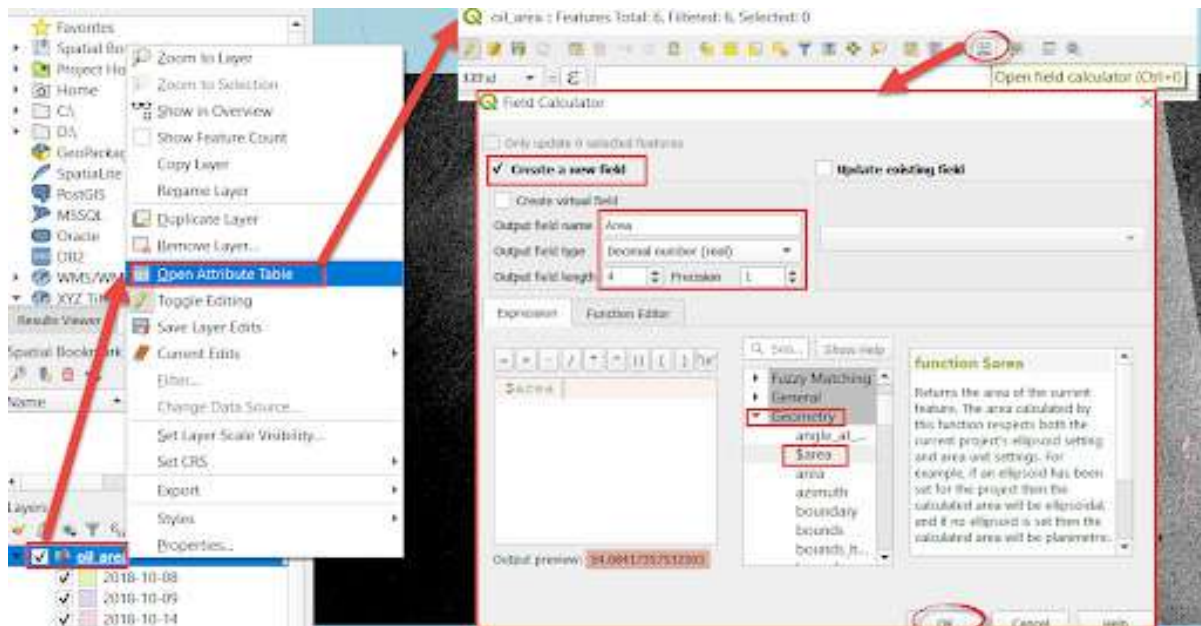 Favorites
Spatial Bo
Project Ho
Home
C:\
D:\
GeoPackag
SpatiaLite
PostGIS
MSSQL
Oracle
DB2
WMS/WM
XYZ Til
Results Viewer
Spatial Bookmark
Name
Layers
oil_area
2018-10-08
2018-10-09
2018-10-14
Zoom to Layer
Zoom to Selection
Show in Overview
Show Feature Count
Copy Layer
Rename Layer
Duplicate Layer
Remove Layer...
Open Attribute Table
Toggle Editing
Save Layer Edits
Current Edits
Filter...
Change Data Source...
Set Layer Scale Visibility...
Set CRS
Export
Styles
Properties...
oil_area : Features Total: 6, Filtered: 6, Selected: 0
Open field calculator (Ctrl+I)
Field Calculator
Only update 0 selected features
Create a new field
Update existing field
Create virtual field
Output field name Area
Output field type Decimal number (real)
Output field length 4 Precision 1
Expression Function Editor
Show Help
$area
Fuzzy Matching
General
Geometry
angle_at_...
$area
area
azimuth
boundary
bounds
bounds_h...
function $area
Returns the area of the current
feature. The area calculated by
this function respects both the
current project's ellipsoid setting
and area unit settings. For
example, if an ellipsoid has been
set for the project then the
calculated area will be ellipsoidal,
and if no ellipsoid is set then the
calculated area will be planimetric.
Output preview:
OK Cancel Help